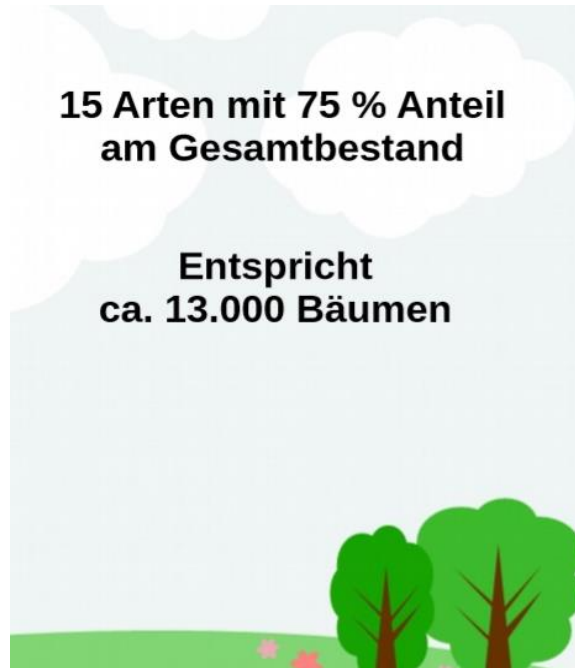 15 Arten mit 75 % Anteil
am Gesamtbestand
Entspricht
ca. 13.000 Bäumen